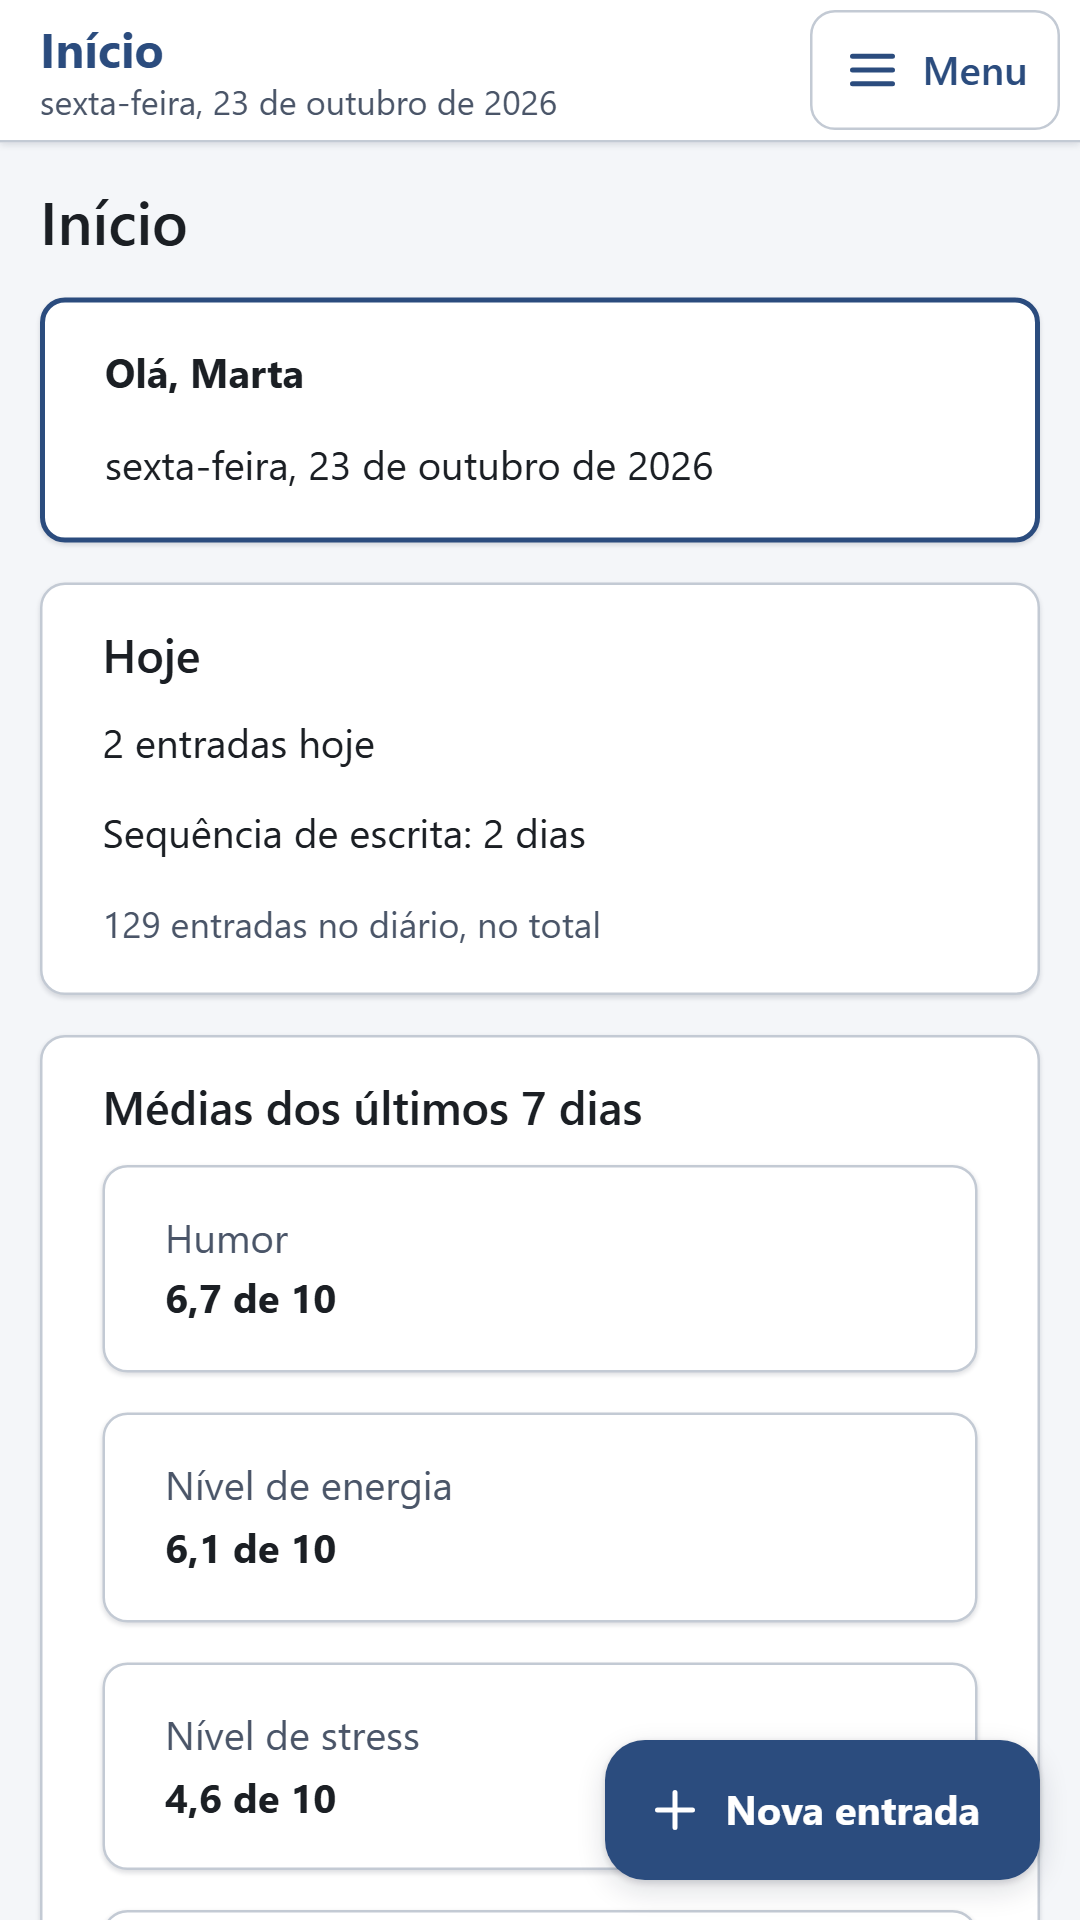 Início
sexta-feira, 23 de outubro de 2026
Menu
Início
Olá, Marta
sexta-feira, 23 de outubro de 2026
Hoje
2 entradas hoje
Sequência de escrita: 2 dias
129 entradas no diário, no total
Médias dos últimos 7 dias
Humor
6,7 de 10
Nível de energia
6,1 de 10
Nível de stress
4,6 de 10
Nova entrada